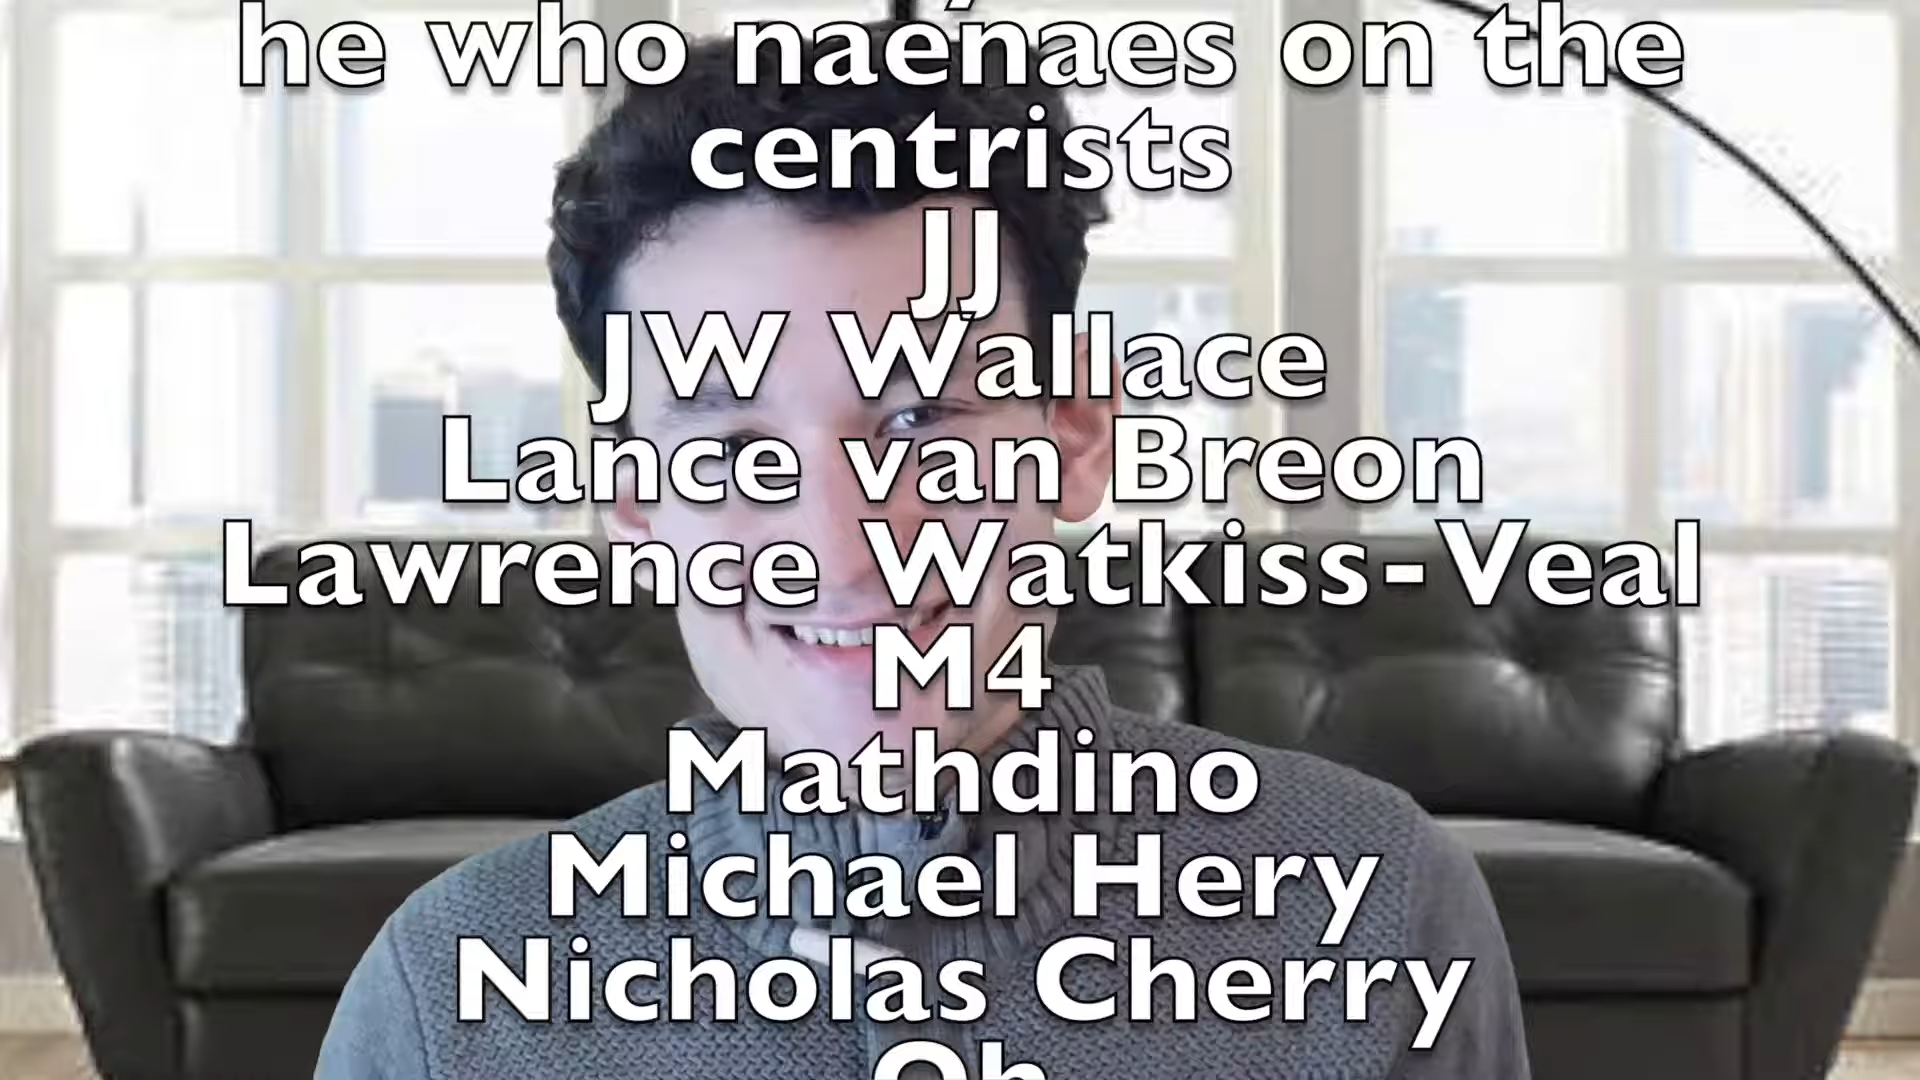 he who naenaes on the
centrists
JJ
JW Wallace
Lance van Breon
Lawrence Watkiss-Veal
M4
Mathdino
Michael Hery
Nicholas Cherry